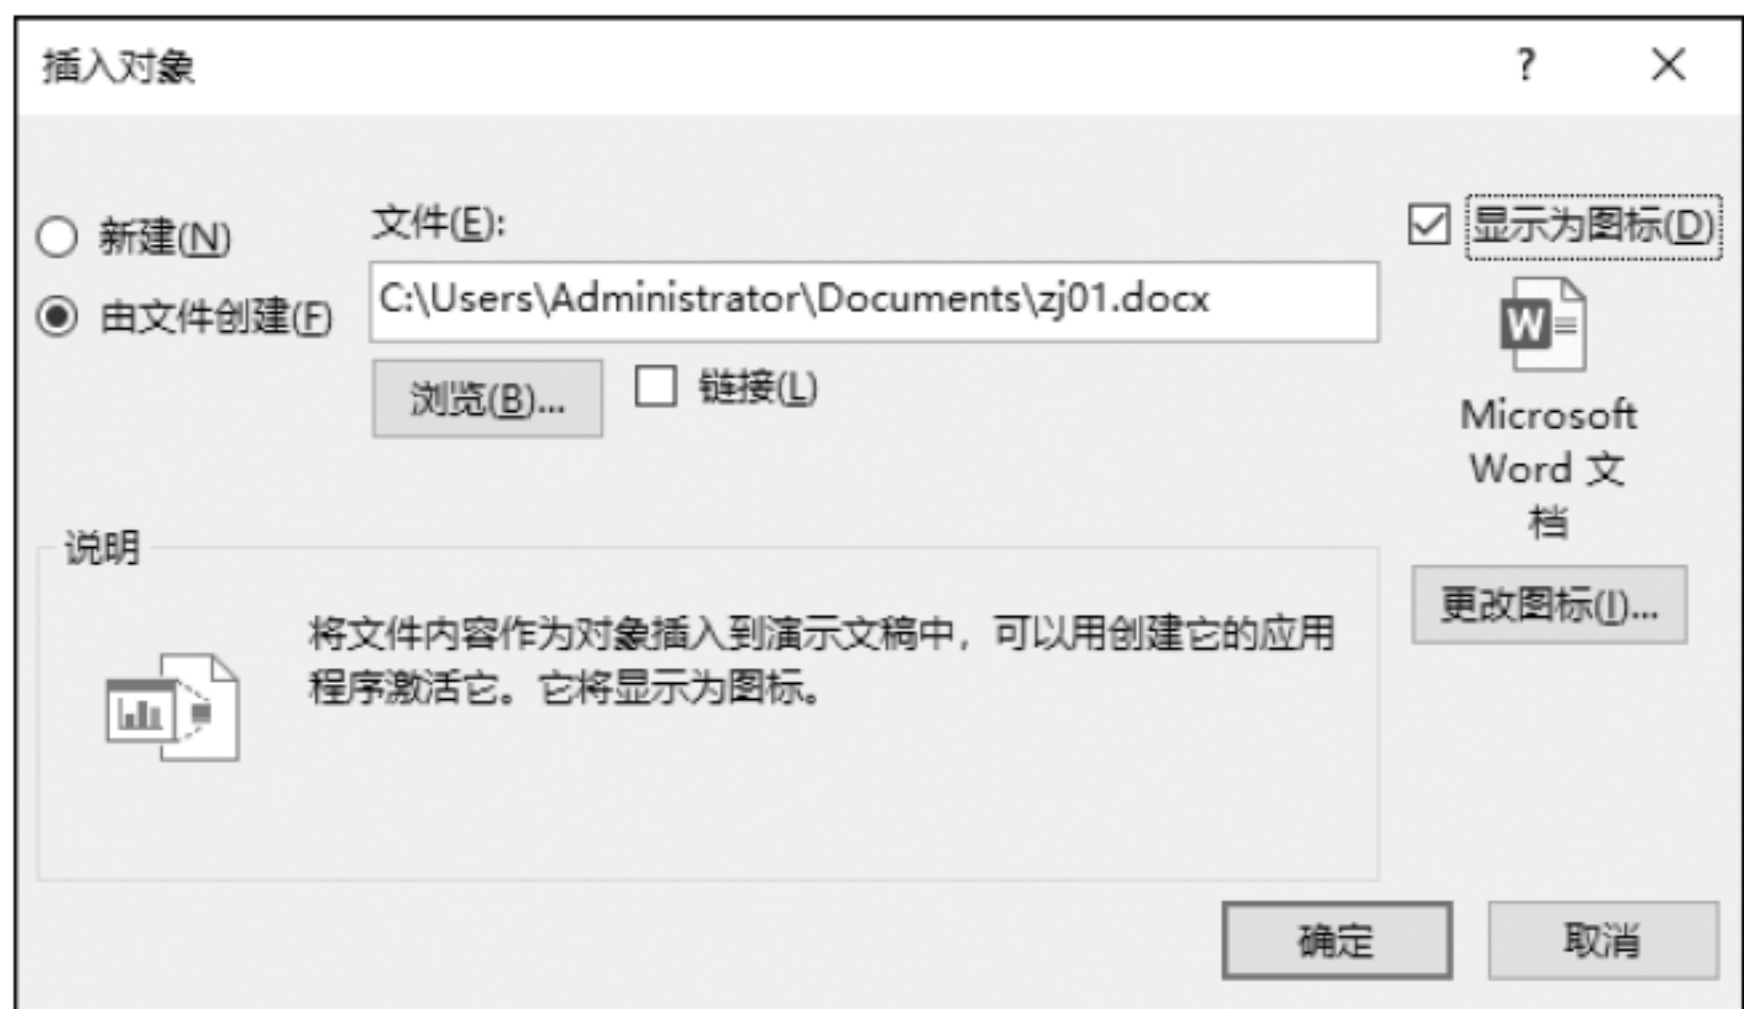 插入对象
?
新建(N)
文件(E):
显示为图标(D)
由文件创建(F)
C:\Users\Administrator\Documents\zj01.docx
浏览(B)...
链接(L)
W
Microsoft
Word 文
档
更改图标(I)...
说明
将文件内容作为对象插入到演示文稿中，可以用创建它的应用
程序激活它。它将显示为图标。
确定
取消